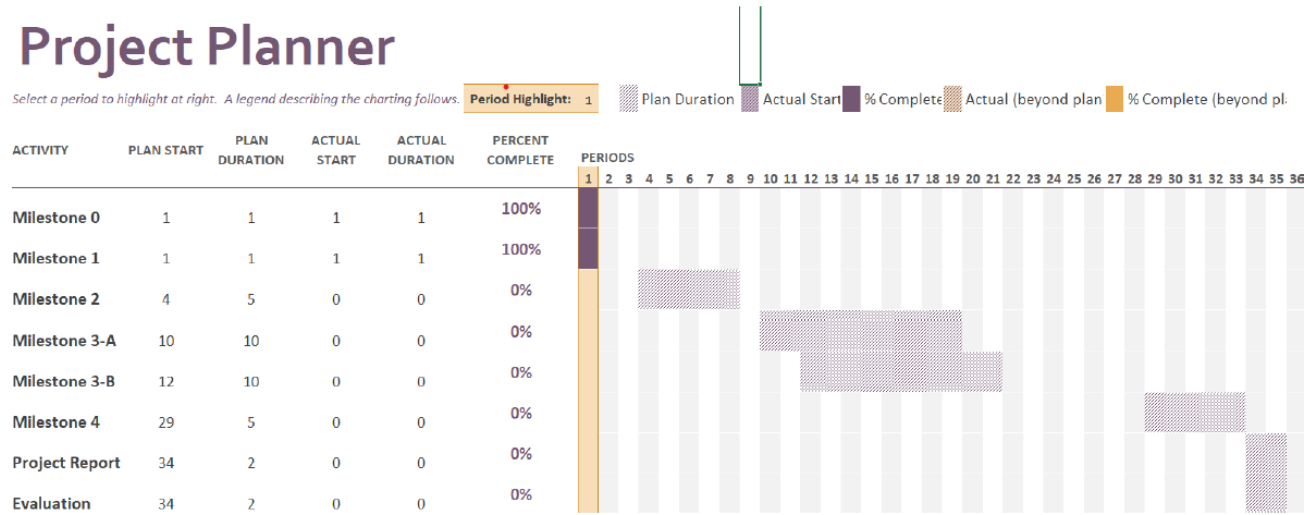 Project Planner
Select a period to highlight at right. A legend describing the charting follows. Period Highlight: 1 Plan Duration Actual Start % Complete Actual (beyond plan % Complete (beyond pl
ACTIVITY PLAN START PLAN DURATION ACTUAL START ACTUAL DURATION PERCENT COMPLETE PERIODS
1 2 3 4 5 6 7 8 9 10 11 12 13 14 15 16 17 18 19 20 21 22 23 24 25 26 27 28 29 30 31 32 33 34 35 36
Milestone 0 1 1 1 1 100%
Milestone 1 1 1 1 1 100%
Milestone 2 4 5 0 0 0%
Milestone 3-A 10 10 0 0 0%
Milestone 3-B 12 10 0 0 0%
Milestone 4 29 5 0 0 0%
Project Report 34 2 0 0 0%
Evaluation 34 2 0 0 0%